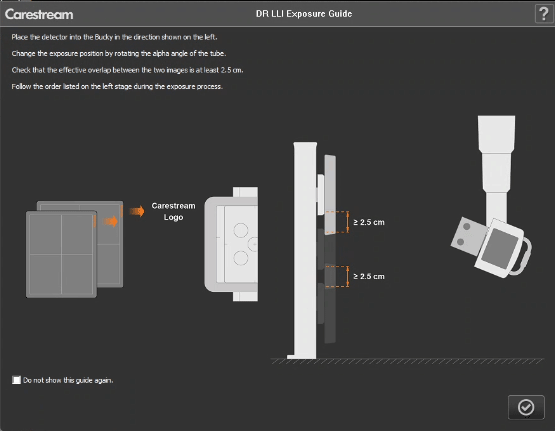 Carestream
DR LLI Exposure Guide
?
Place the detector into the Bucky in the direction shown on the left.
Change the exposure position by rotating the alpha angle of the tube.
Check that the effective overlap between the two images is at least 2.5 cm.
Follow the order listed on the left stage during the exposure process.
Carestream
Logo
≥ 2.5 cm
≥ 2.5 cm
Do not show this guide again.